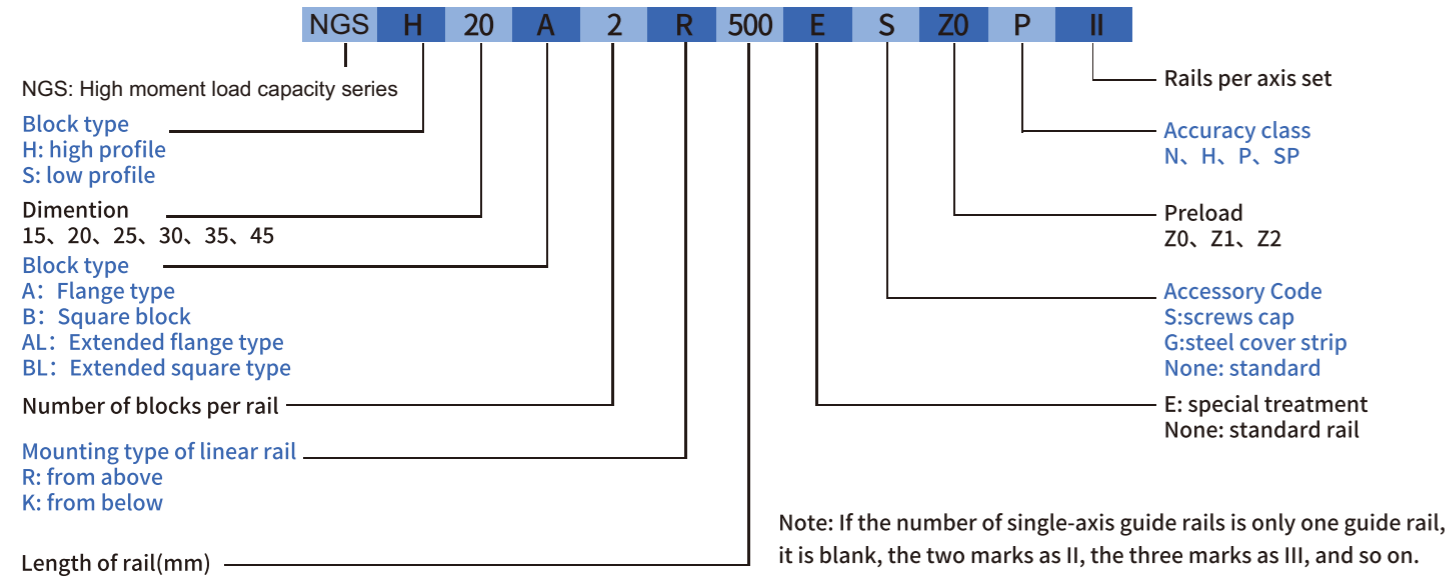 NGS H 20 A 2 R 500 E S Z0 P II
NGS: High moment load capacity series
Block type
H: high profile
S: low profile
Dimention
15、20、25、30、35、45
Block type
A：Flange type
B：Square block
AL：Extended flange type
BL：Extended square type
Number of blocks per rail
Mounting type of linear rail
R: from above
K: from below
Length of rail(mm)
Rails per axis set
Accuracy class
N、H、P、SP
Preload
Z0、Z1、Z2
Accessory Code
S:screws cap
G:steel cover strip
None: standard
E: special treatment
None: standard rail
Note: If the number of single-axis guide rails is only one guide rail,
it is blank, the two marks as II, the three marks as III, and so on.